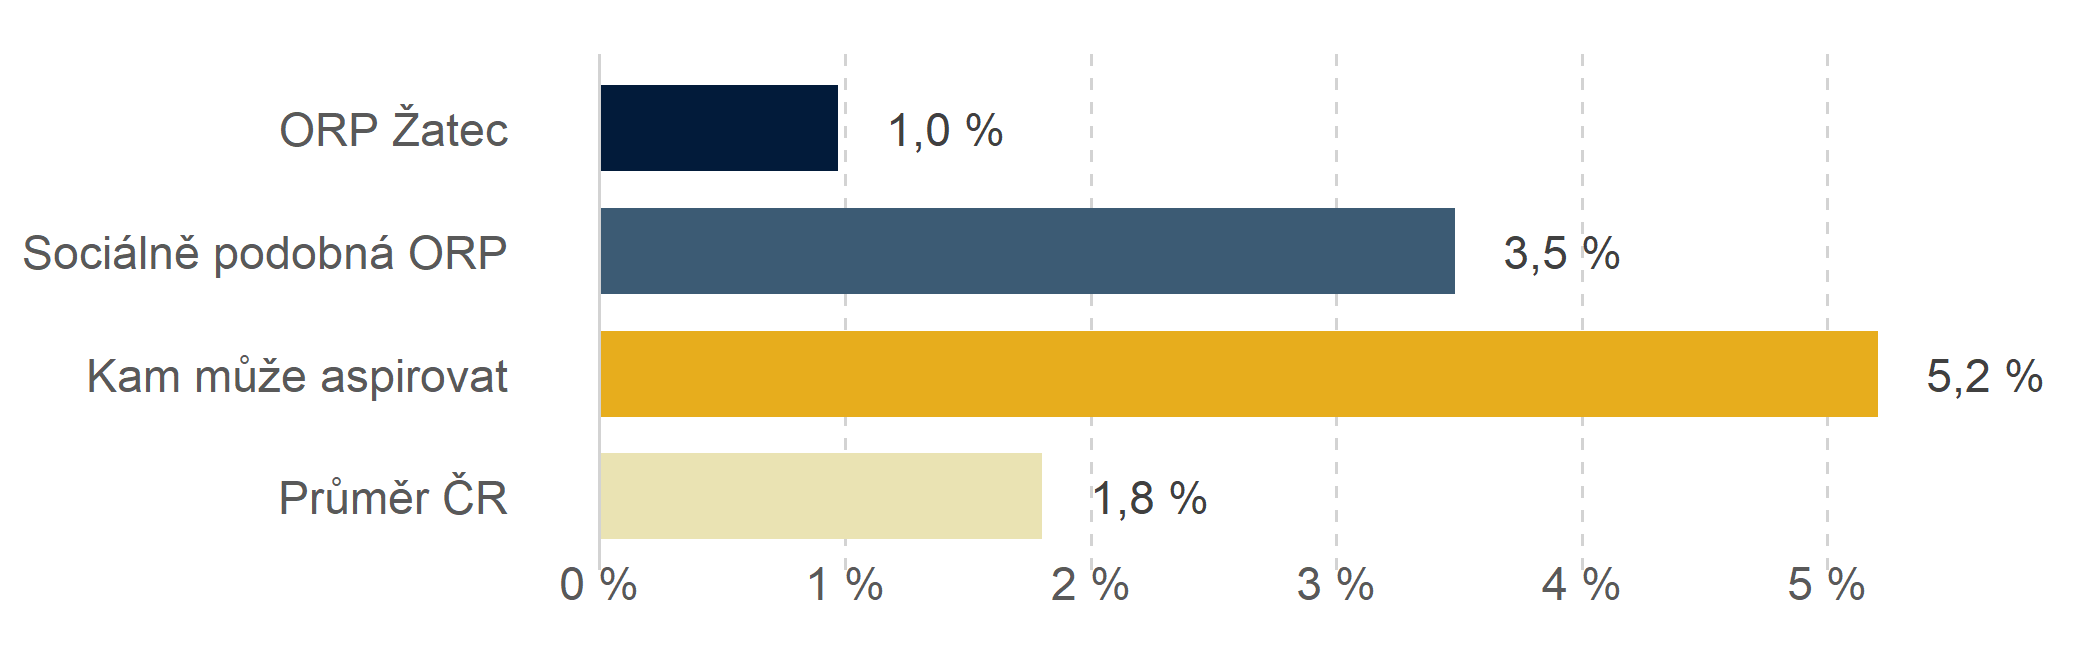 ORP Žatec 1,0 %
Sociálně podobná ORP 3,5 %
Kam může aspirovat 5,2 %
Průměr ČR 1,8 %
0 % 1 % 2 % 3 % 4 % 5 %